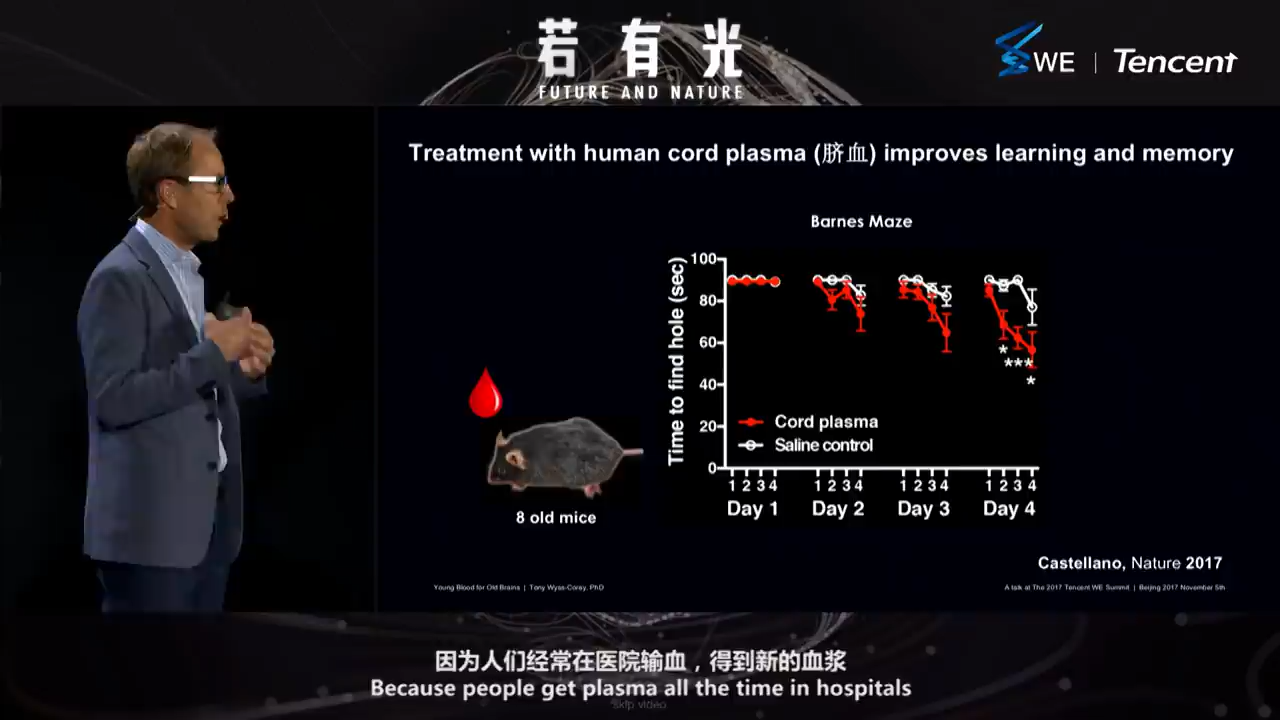 若有光
FUTURE AND NATURE
WE | Tencent
Treatment with human cord plasma (脐血) improves learning and memory
Barnes Maze
Time to find hole (sec)
100
80
60
40
20
0
*
***
*
Cord plasma
Saline control
1 2 3 4 1 2 3 4 1 2 3 4 1 2 3 4
Day 1 Day 2 Day 3 Day 4
8 old mice
Castellano, Nature 2017
Young Blood for Old Brains | Tony Wyss-Coray, PhD
A talk at The 2017 Tencent WE Summit | Beijing 2017 November 5th
因为人们经常在医院输血，得到新的血浆
Because people get plasma all the time in hospitals
skip video